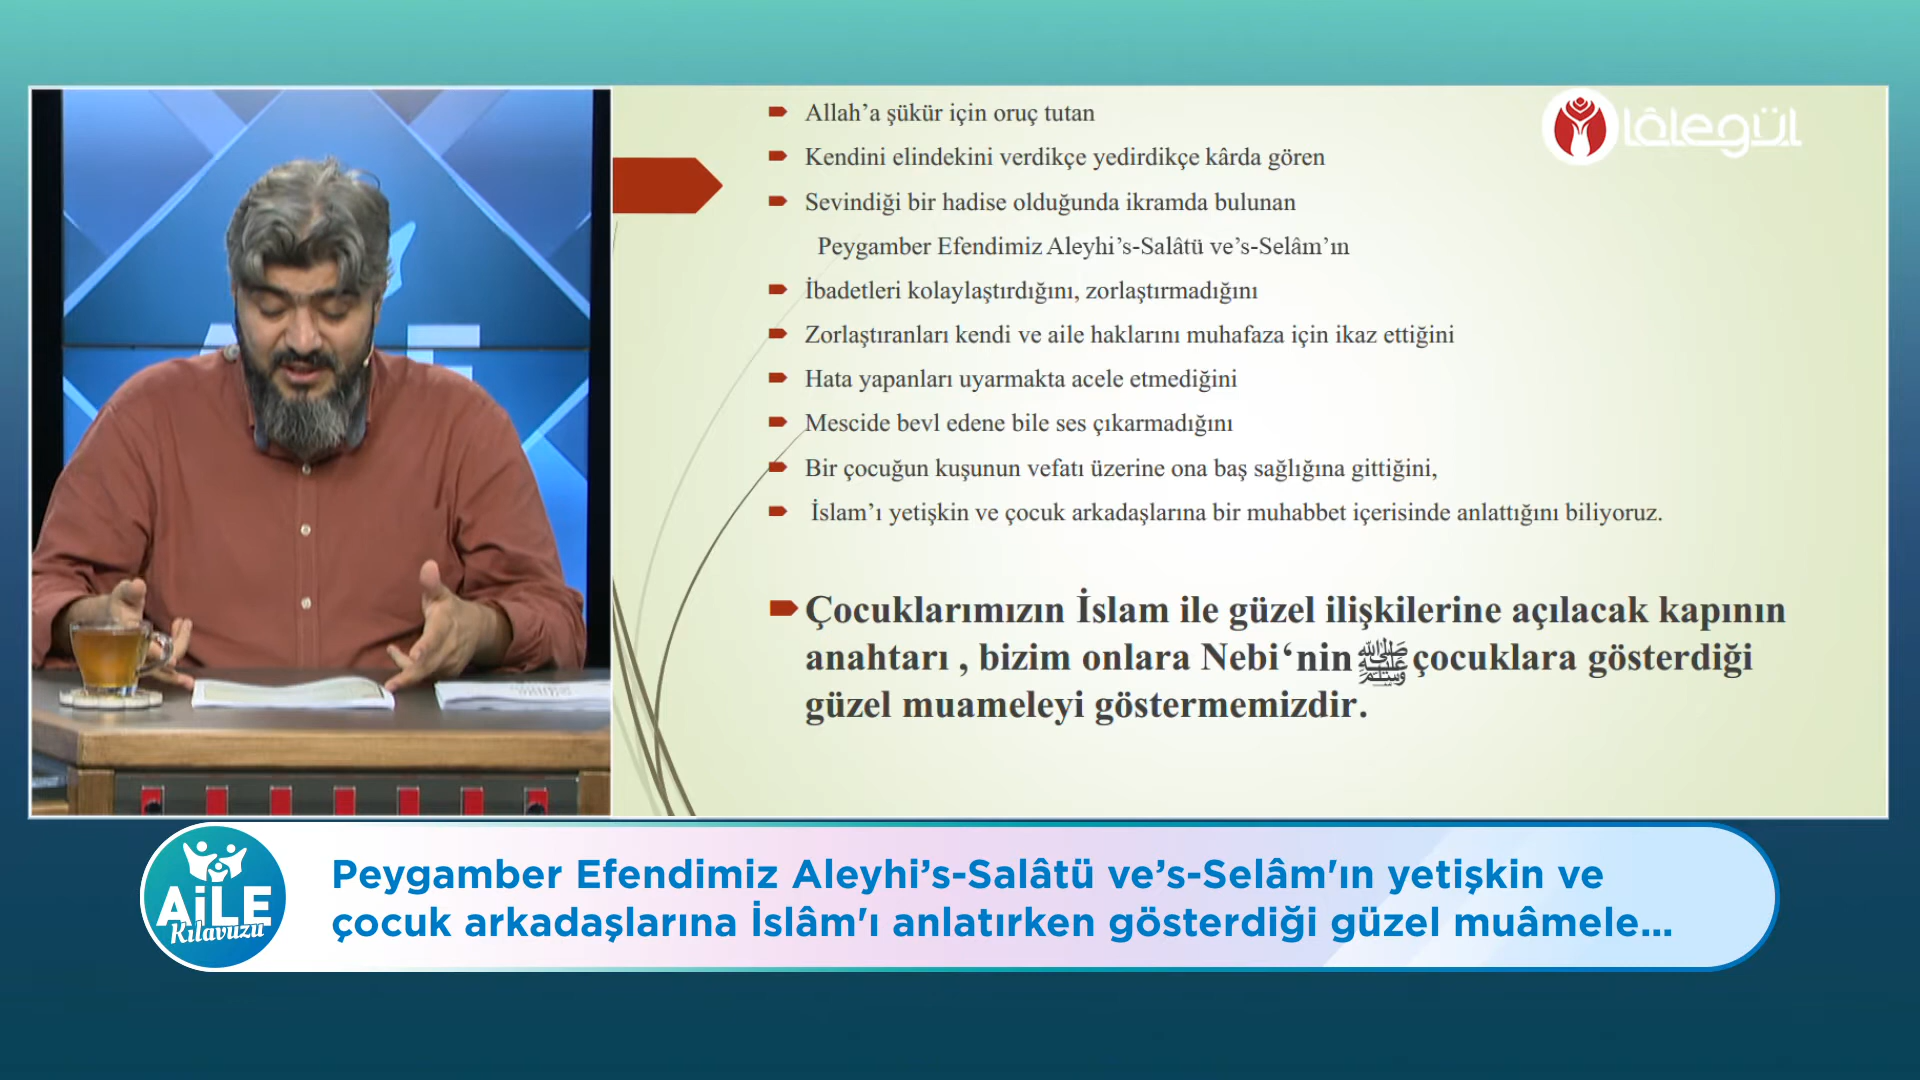 lâlegül
Allah’a şükür için oruç tutan
Kendini elindekini verdikçe yedirdikçe kârda gören
Sevindiği bir hadise olduğunda ikramda bulunan
Peygamber Efendimiz Aleyhi’s-Salâtü ve’s-Selâm’ın
İbadetleri kolaylaştırdığını, zorlaştırmadığını
Zorlaştıranları kendi ve aile haklarını muhafaza için ikaz ettiğini
Hata yapanları uyarmakta acele etmediğini
Mescide bevl edene bile ses çıkarmadığını
Bir çocuğun kuşunun vefatı üzerine ona baş sağlığına gittiğini,
İslam’ı yetişkin ve çocuk arkadaşlarına bir muhabbet içerisinde anlattığını biliyoruz.
Çocuklarımızın İslam ile güzel ilişkilerine açılacak kapının
anahtarı , bizim onlara Nebi‘nin ﷺ çocuklara gösterdiği
güzel muameleyi göstermemizdir.
AiLE
Kılavuzu
Peygamber Efendimiz Aleyhi’s-Salâtü ve’s-Selâm'ın yetişkin ve
çocuk arkadaşlarına İslâm'ı anlatırken gösterdiği güzel muâmele...